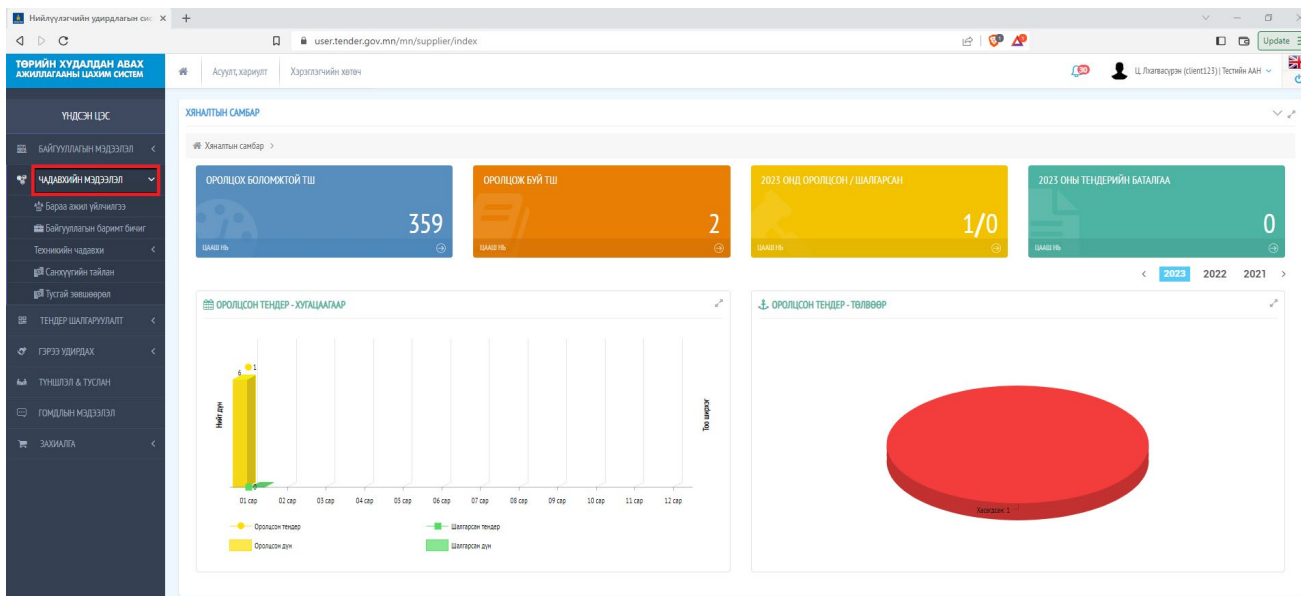 Нийлүүлэгчийн удирдлагын сис
user.tender.gov.mn/mn/supplier/index
Update
ТӨРИЙН ХУДАЛДАН АВАХ
АЖИЛЛАГААНЫ ЦАХИМ СИСТЕМ
Асуулт, хариулт
Хэрэглэгчийн хөтөч
30
Ц. Лхагвасүрэн (client123) | Тестийн ААН
ҮНДСЭН ЦЭС
БАЙГУУЛЛАГЫН МЭДЭЭЛЭЛ
ЧАДАВХИЙН МЭДЭЭЛЭЛ
Бараа ажил үйлчилгээ
Байгууллагын баримт бичиг
Техникийн чадавхи
Санхүүгийн тайлан
Тусгай зөвшөөрөл
ТЕНДЕР ШАЛГАРУУЛАЛТ
ГЭРЭЭ УДИРДАХ
ТҮНШЛЭЛ & ТУСЛАН
ГОМДЛЫН МЭДЭЭЛЭЛ
ЗАХИАЛГА
ХЯНАЛТЫН САМБАР
Хяналтын самбар >
ОРОЛЦОХ БОЛОМЖТОЙ ТШ
359
ЦААШ НЬ
ОРОЛЦОЖ БУЙ ТШ
2
ЦААШ НЬ
2023 ОНД ОРОЛЦСОН / ШАЛГАРСАН
1/0
ЦААШ НЬ
2023 ОНЫ ТЕНДЕРИЙН БАТАЛГАА
0
ЦААШ НЬ
< 2023 2022 2021 >
ОРОЛЦСОН ТЕНДЕР - ХУГАЦААГААР
6 1
0
Нийт дүн
Тоо ширхэг
01 сар 02 сар 03 сар 04 сар 05 сар 06 сар 07 сар 08 сар 09 сар 10 сар 11 сар 12 сар
Оролцсон тендер
Шалгарсан тендер
Оролцсон дүн
Шалгарсан дүн
ОРОЛЦСОН ТЕНДЕР - ТӨЛВӨӨР